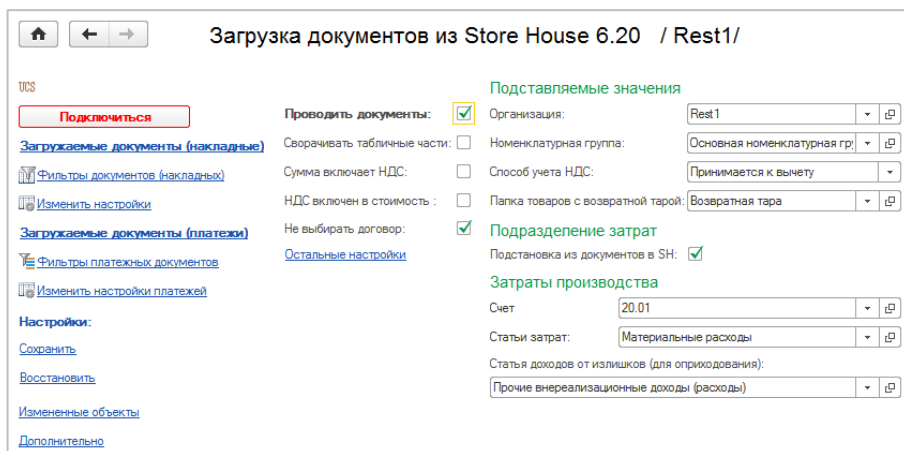 Загрузка документов из Store House 6.20 / Rest1/
UCS
Подключиться
Загружаемые документы (накладные)
Фильтры документов (накладных)
Изменить настройки
Загружаемые документы (платежи)
Фильтры платежных документов
Изменить настройки платежей
Настройки:
Сохранить
Восстановить
Измененные объекты
Дополнительно
Проводить документы:
Сворачивать табличные части:
Сумма включает НДС:
НДС включен в стоимость :
Не выбирать договор:
Остальные настройки
Подставляемые значения
Организация: Rest1
Номенклатурная группа: Основная номенклатурная гру
Способ учета НДС: Принимается к вычету
Папка товаров с возвратной тарой: Возвратная тара
Подразделение затрат
Подстановка из документов в SH:
Затраты производства
Счет 20.01
Статьи затрат: Материальные расходы
Статья доходов от излишков (для оприходования):
Прочие внереализационные доходы (расходы)